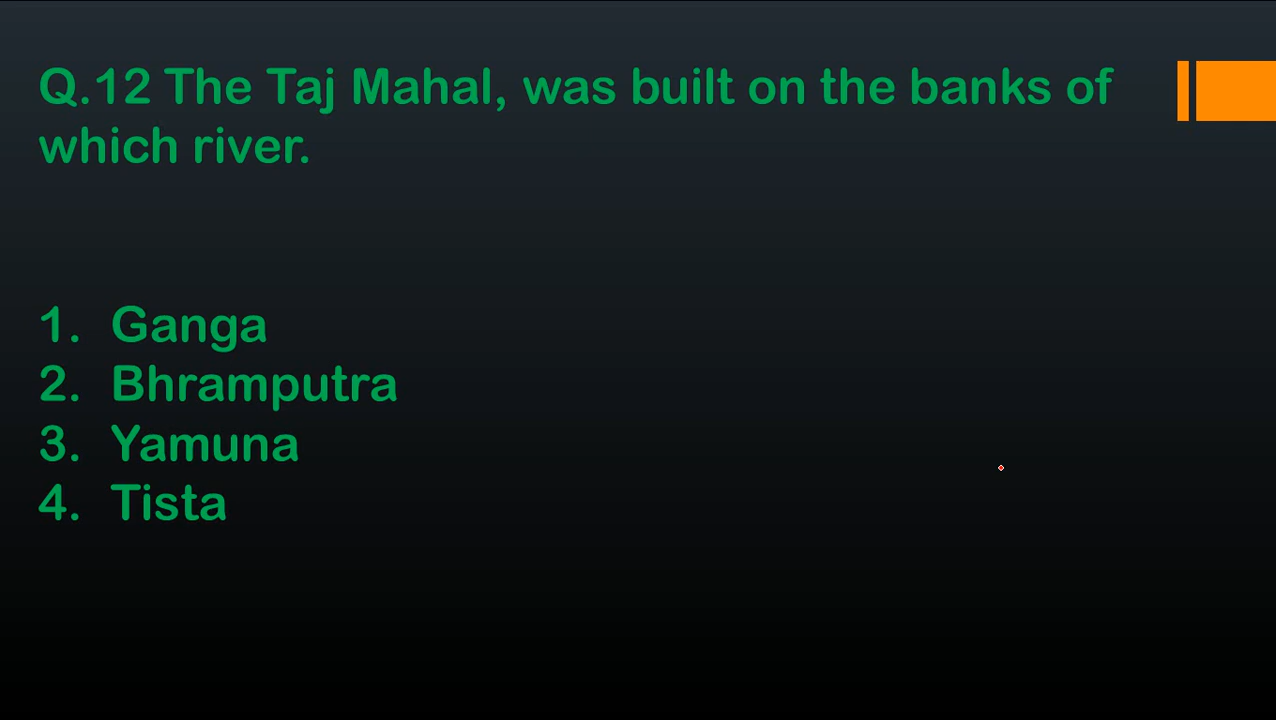 Q.12 The Taj Mahal, was built on the banks of
which river.
1. Ganga
2. Bhramputra
3. Yamuna
4. Tista